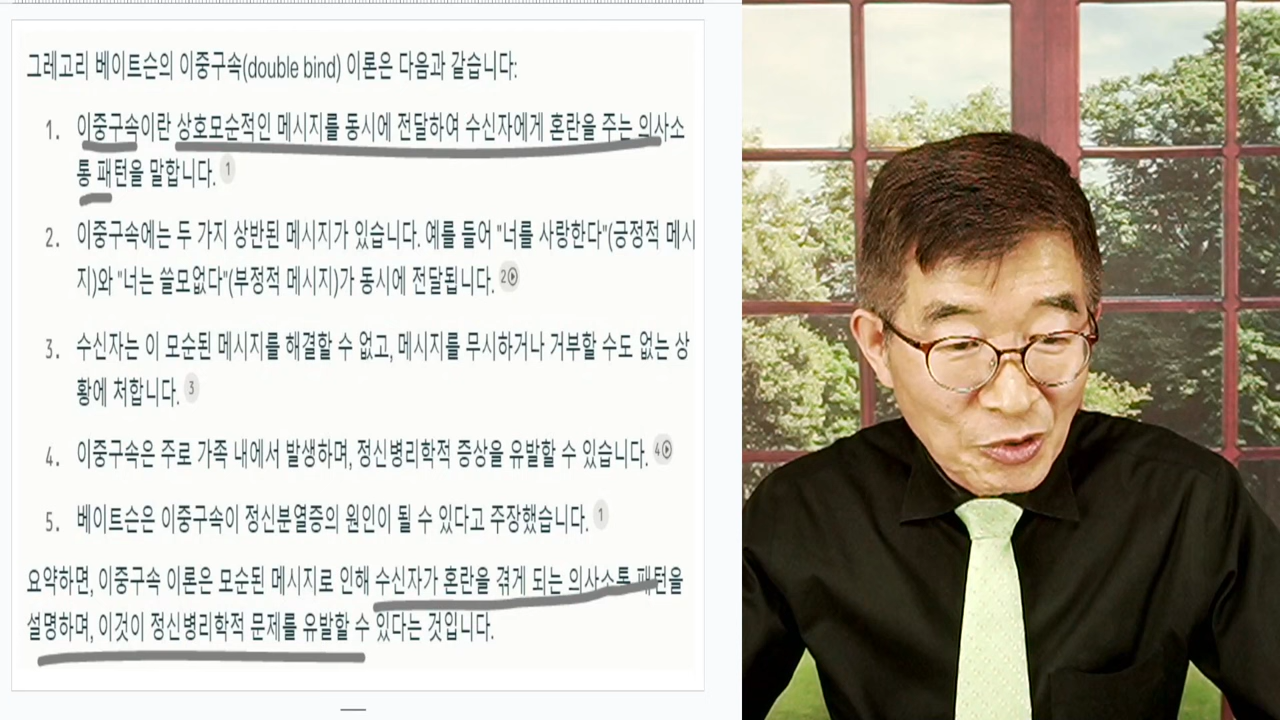 그레고리 베이트슨의 이중구속(double bind) 이론은 다음과 같습니다:
1. 이중구속이란 상호모순적인 메시지를 동시에 전달하여 수신자에게 혼란을 주는 의사소
통 패턴을 말합니다. 1
2. 이중구속에는 두 가지 상반된 메시지가 있습니다. 예를 들어 "너를 사랑한다"(긍정적 메시
지)와 "너는 쓸모없다"(부정적 메시지)가 동시에 전달됩니다. 2
3. 수신자는 이 모순된 메시지를 해결할 수 없고, 메시지를 무시하거나 거부할 수도 없는 상
황에 처합니다. 3
4. 이중구속은 주로 가족 내에서 발생하며, 정신병리학적 증상을 유발할 수 있습니다. 4
5. 베이트슨은 이중구속이 정신분열증의 원인이 될 수 있다고 주장했습니다. 1
요약하면, 이중구속 이론은 모순된 메시지로 인해 수신자가 혼란을 겪게 되는 의사소통 패턴을
설명하며, 이것이 정신병리학적 문제를 유발할 수 있다는 것입니다.